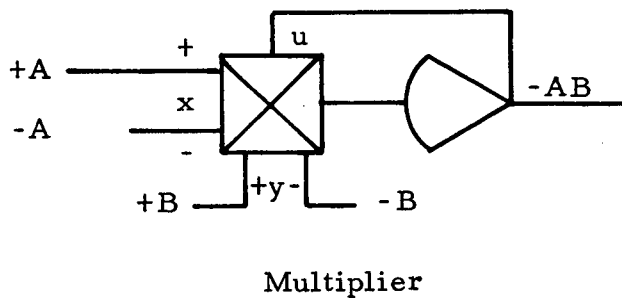 + u
+A
x
-A
-
-AB
+B +y- -B
Multiplier